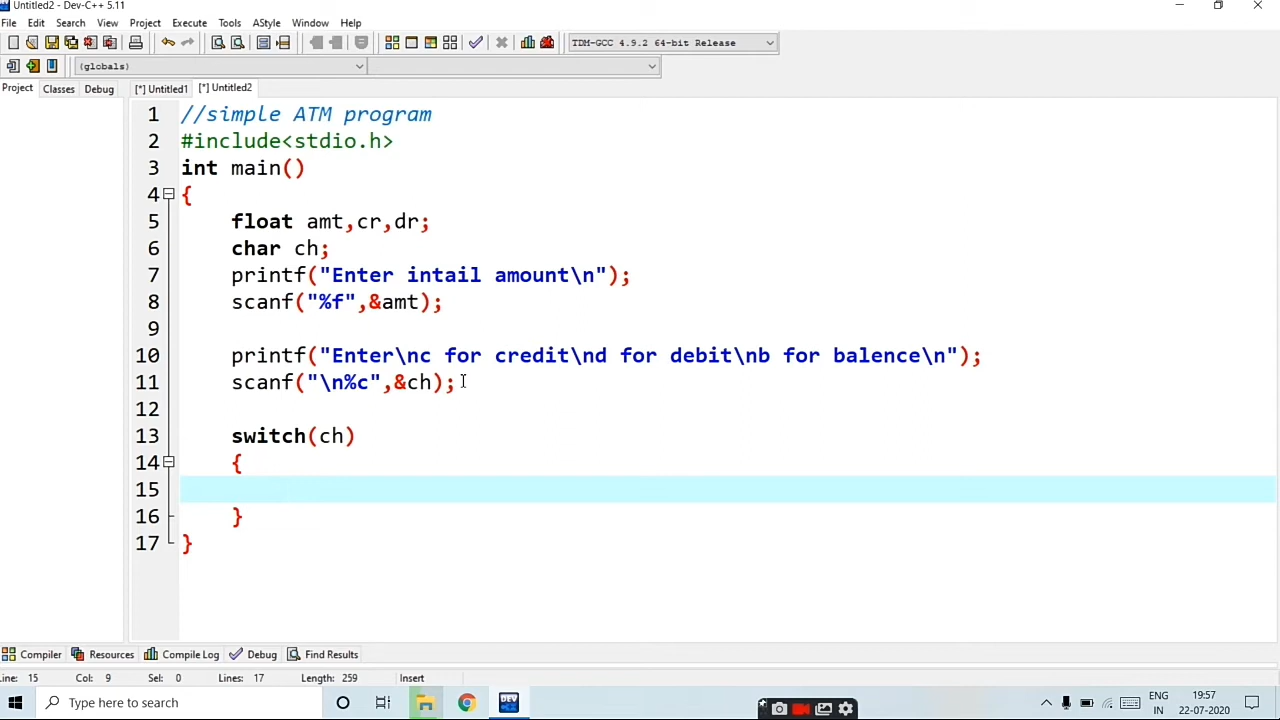 Untitled2 - Dev-C++ 5.11
File Edit Search View Project Execute Tools AStyle Window Help
TDM-GCC 4.9.2 64-bit Release
(globals)
Project Classes Debug [*] Untitled1 [*] Untitled2
1 //simple ATM program
2 #include<stdio.h>
3 int main()
4 {
5 float amt,cr,dr;
6 char ch;
7 printf("Enter intail amount\n");
8 scanf("%f",&amt);
9
10 printf("Enter\nc for credit\nd for debit\nb for balence\n");
11 scanf("\n%c",&ch);
12
13 switch(ch)
14 {
15
16 }
17 }
Compiler Resources Compile Log Debug Find Results
Line: 15 Col: 9 Sel: 0 Lines: 17 Length: 259 Insert
Type here to search
DEV
ENG
IN
19:57
22-07-2020